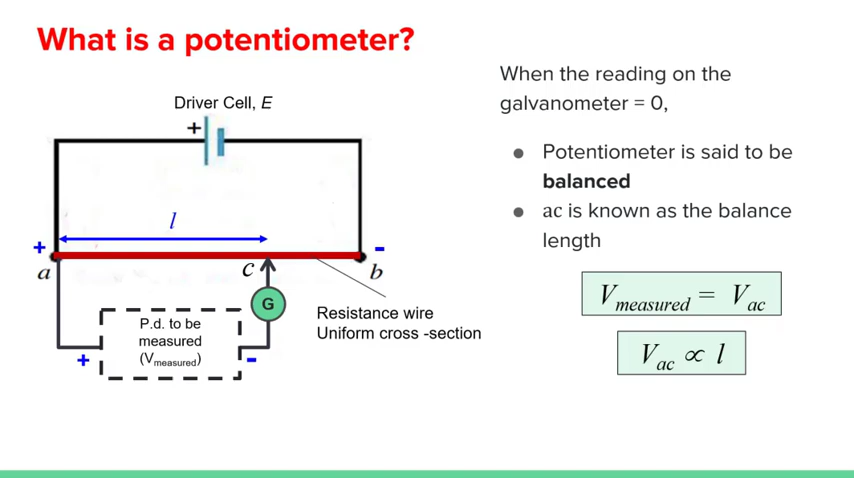 What is a potentiometer?
Driver Cell, E
+
l
+
-
a
c
b
G
Resistance wire
Uniform cross -section
P.d. to be
measured
(Vmeasured)
+
-
When the reading on the
galvanometer = 0,
● Potentiometer is said to be
balanced
● ac is known as the balance
length
Vmeasured = Vac
Vac ∝ l